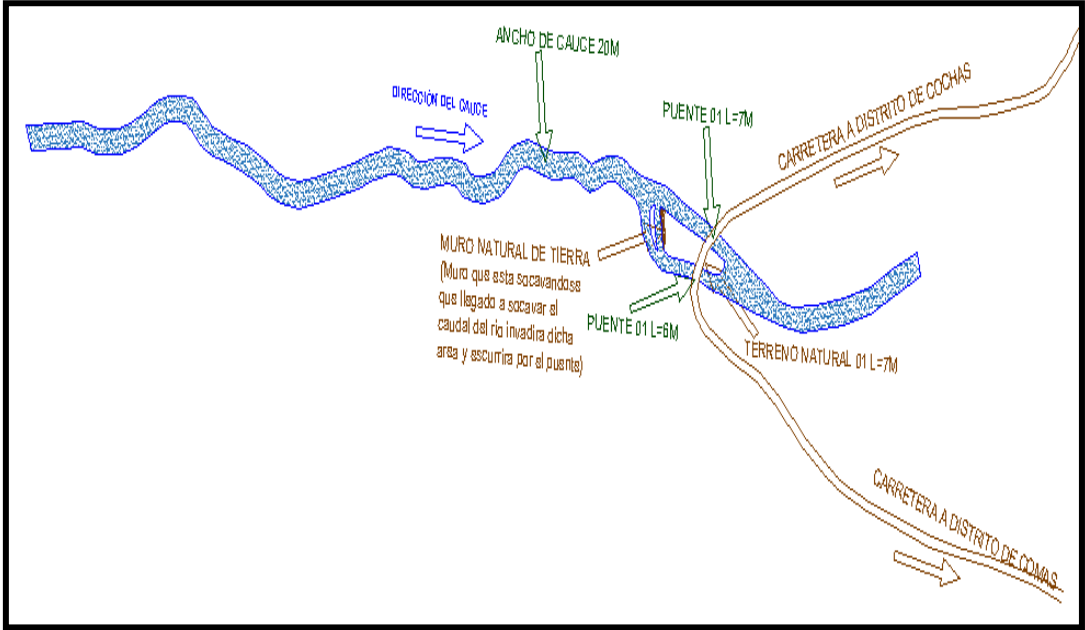 ANCHO DE CAUCE 20M
DIRECCIÓN DEL CAUCE
PUENTE 01 L=7M
CARRETERA A DISTRITO DE COCHAS
MURO NATURAL DE TIERRA
(Muro que esta socavandose
que llegado a socavar el
caudal del rio invadira dicha
area y escurrira por el puente)
PUENTE 01 L=6M
TERRENO NATURAL 01 L=7M
CARRETERA A DISTRITO DE COMAS